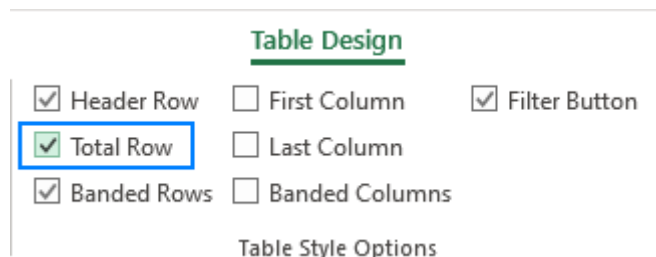 Table Design
Header Row First Column Filter Button
Total Row Last Column
Banded Rows Banded Columns
Table Style Options